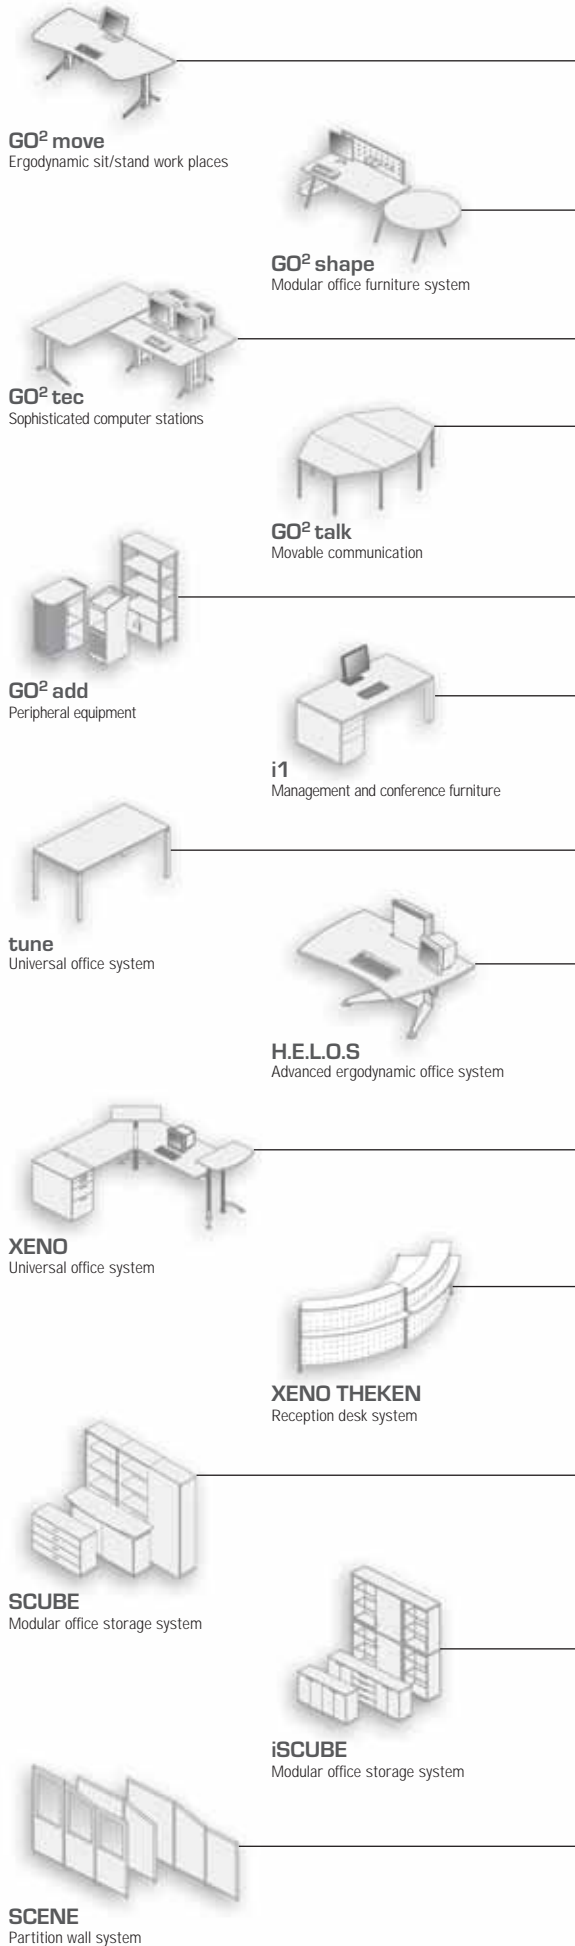 GO² move
Ergodynamic sit/stand work places
GO² shape
Modular office furniture system
GO² tec
Sophisticated computer stations
GO² talk
Movable communication
GO² add
Peripheral equipment
i1
Management and conference furniture
tune
Universal office system
H.E.L.O.S
Advanced ergodynamic office system
XENO
Universal office system
XENO THEKEN
Reception desk system
SCUBE
Modular office storage system
iSCUBE
Modular office storage system
SCENE
Partition wall system